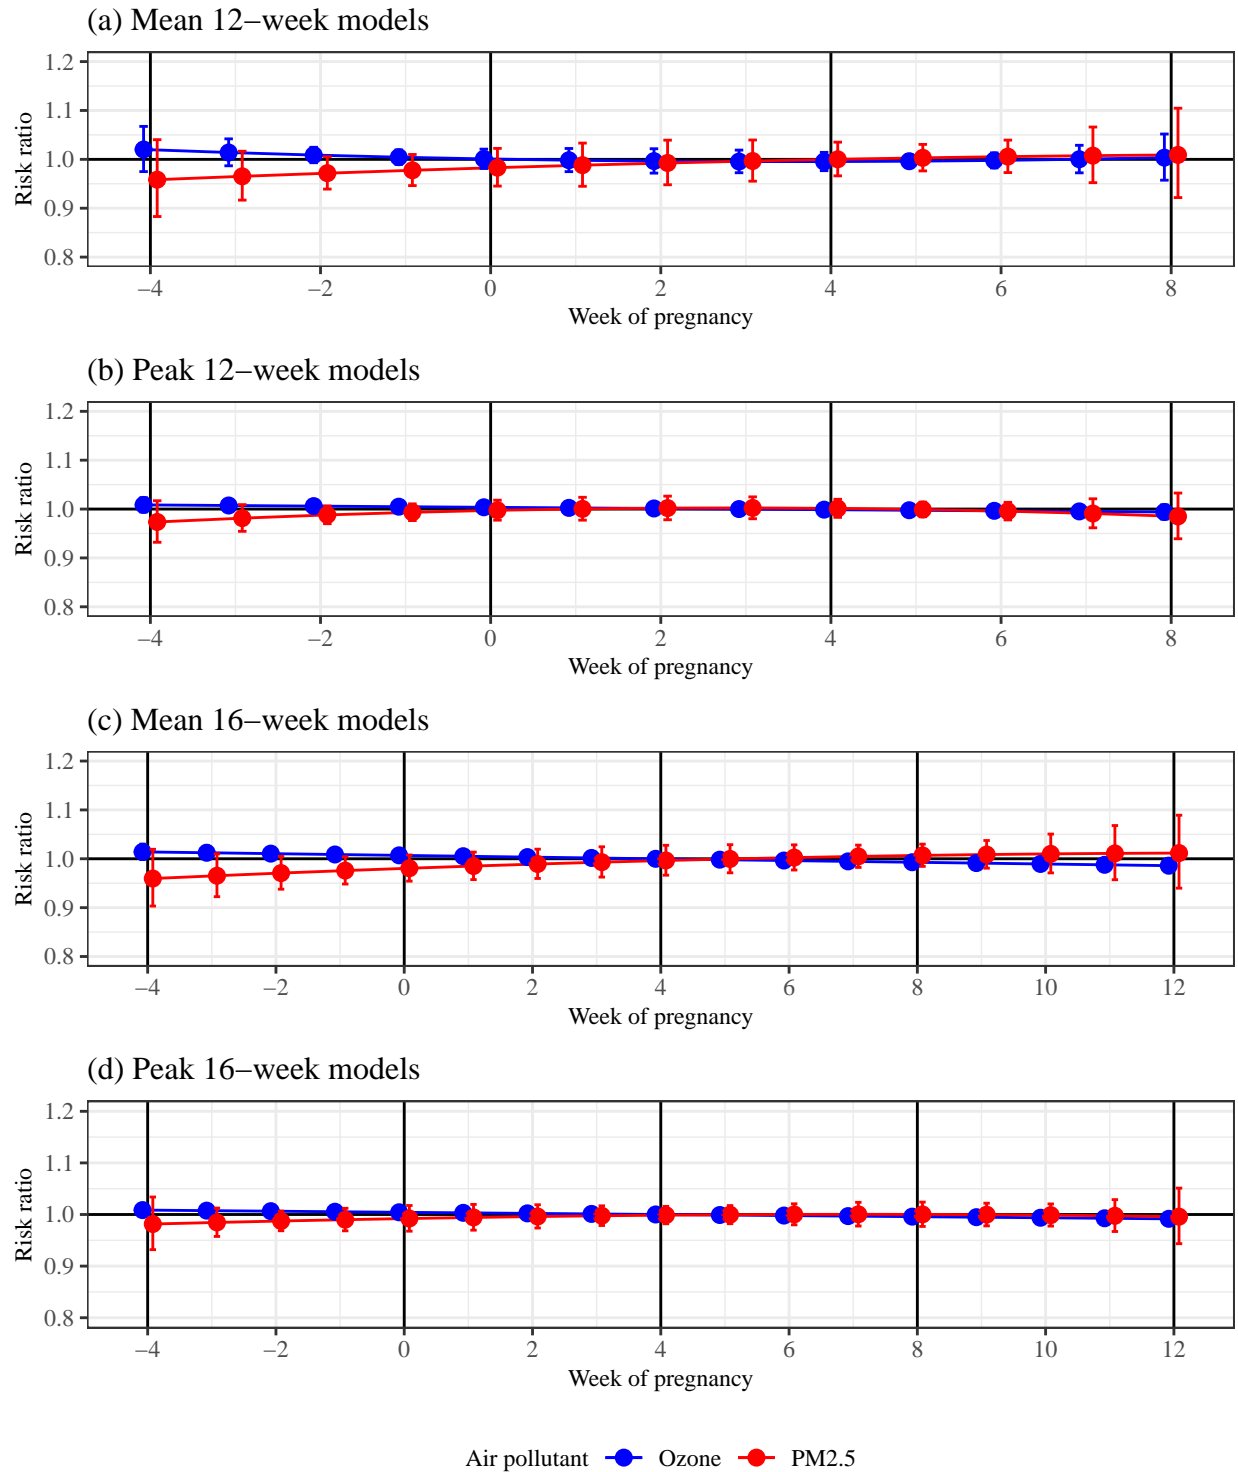 (a) Mean 12−week models
1.2
1.1
1.0
0.9
0.8
Risk ratio
−4 −2 0 2 4 6 8
Week of pregnancy
(b) Peak 12−week models
1.2
1.1
1.0
0.9
0.8
Risk ratio
−4 −2 0 2 4 6 8
Week of pregnancy
(c) Mean 16−week models
1.2
1.1
1.0
0.9
0.8
Risk ratio
−4 −2 0 2 4 6 8 10 12
Week of pregnancy
(d) Peak 16−week models
1.2
1.1
1.0
0.9
0.8
Risk ratio
−4 −2 0 2 4 6 8 10 12
Week of pregnancy
Air pollutant Ozone PM2.5